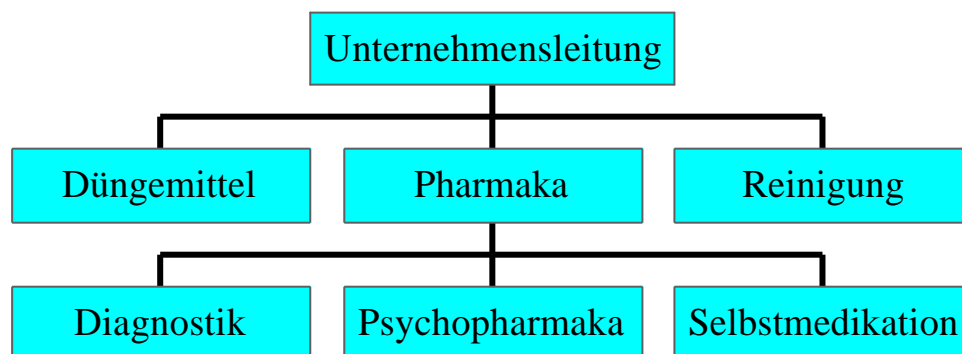 Unternehmensleitung
Düngemittel
Pharmaka
Reinigung
Diagnostik
Psychopharmaka
Selbstmedikation